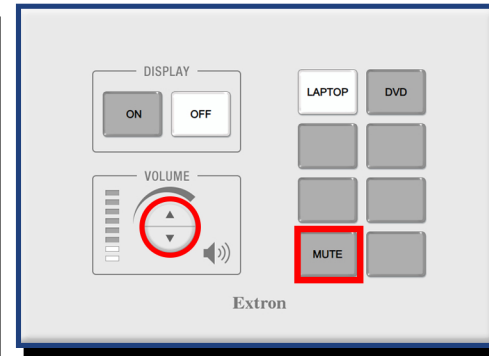 DISPLAY
ON OFF
VOLUME
LAPTOP DVD
MUTE
Extron